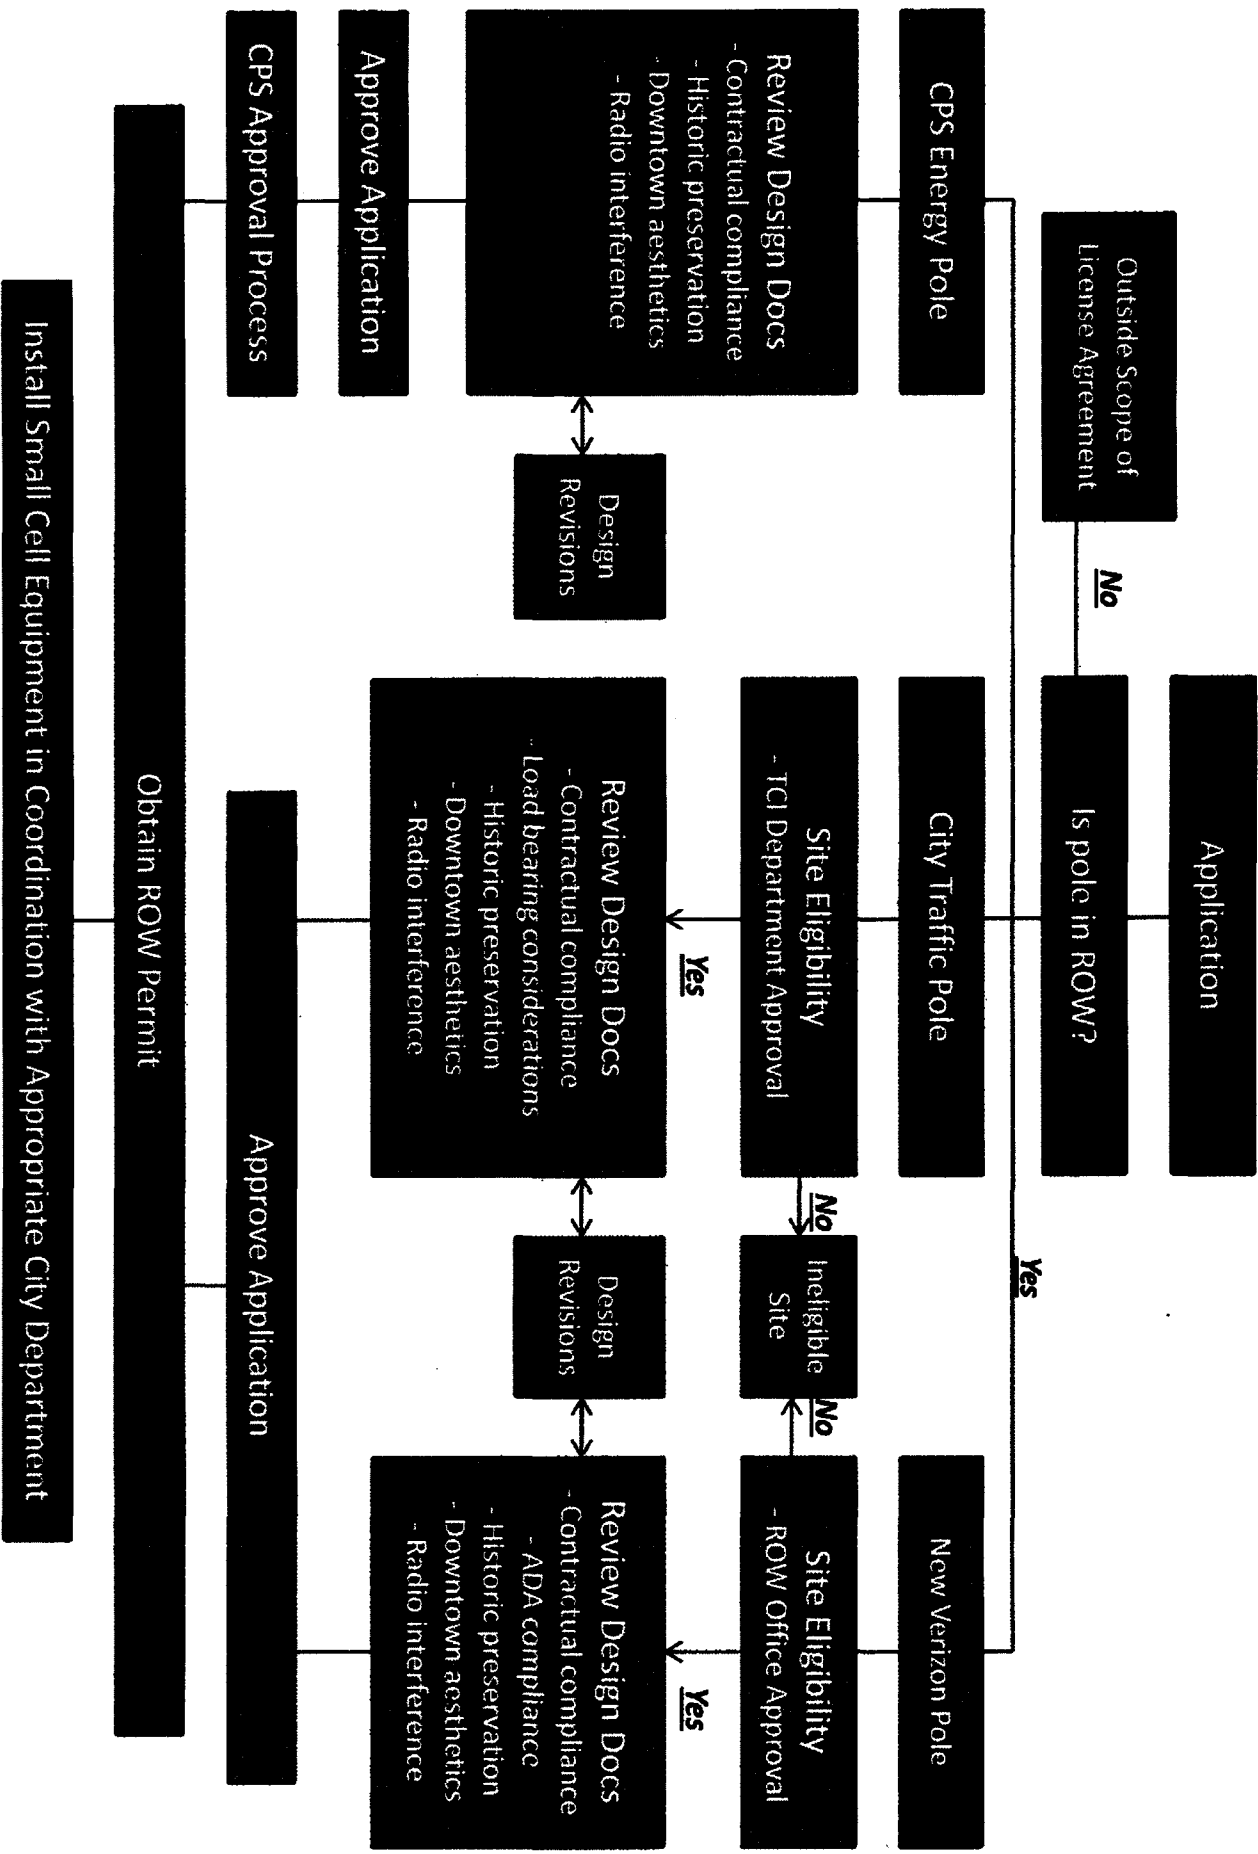 Application
Is pole in ROW?
No
Outside Scope of
License Agreement
Yes
CPS Energy Pole
City Traffic Pole
New Verizon Pole
Site Eligibility
- TCI Department Approval
No
Ineligible
Site
No
Site Eligibility
- ROW Office Approval
Yes
Yes
Review Design Docs
- Contractual compliance
- Historic preservation
- Downtown aesthetics
- Radio interference
Design
Revisions
Review Design Docs
- Contractual compliance
- Load bearing considerations
- Historic preservation
- Downtown aesthetics
- Radio interference
Design
Revisions
Review Design Docs
- Contractual compliance
- ADA compliance
- Historic preservation
- Downtown aesthetics
- Radio interference
Approve Application
CPS Approval Process
Approve Application
Obtain ROW Permit
Install Small Cell Equipment in Coordination with Appropriate City Department